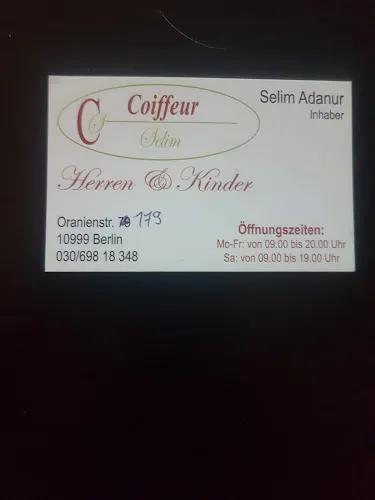 Coiffeur
CS
Selim
Selim Adanur
Inhaber
Herren & Kinder
Oranienstr. 179
10999 Berlin
030/698 18 348
Öffnungszeiten:
Mo-Fr: von 09.00 bis 20.00 Uhr
Sa: von 09.00 bis 19.00 Uhr